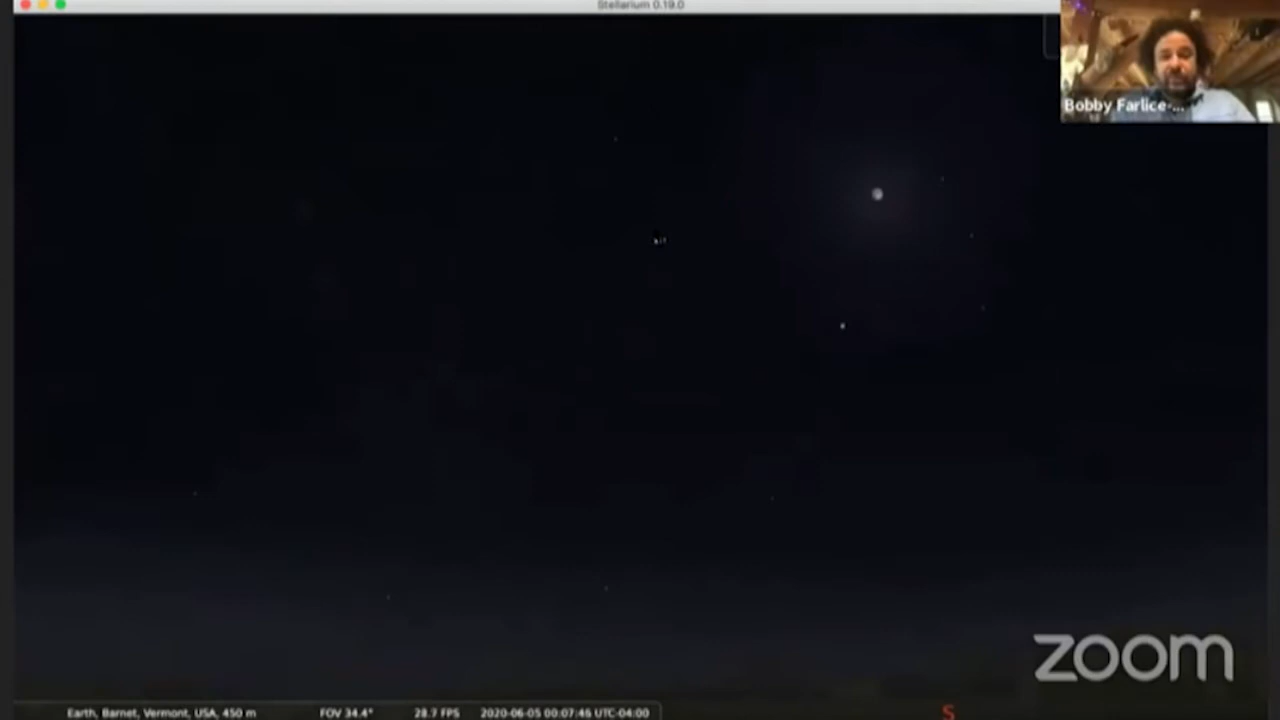 Stellarium 0.19.0
Bobby Farlice-...
zoom
Earth, Barnet, Vermont, USA, 450 m FOV 34.4° 28.7 FPS 2020-06-05 00:07:46 UTC-04:00
S